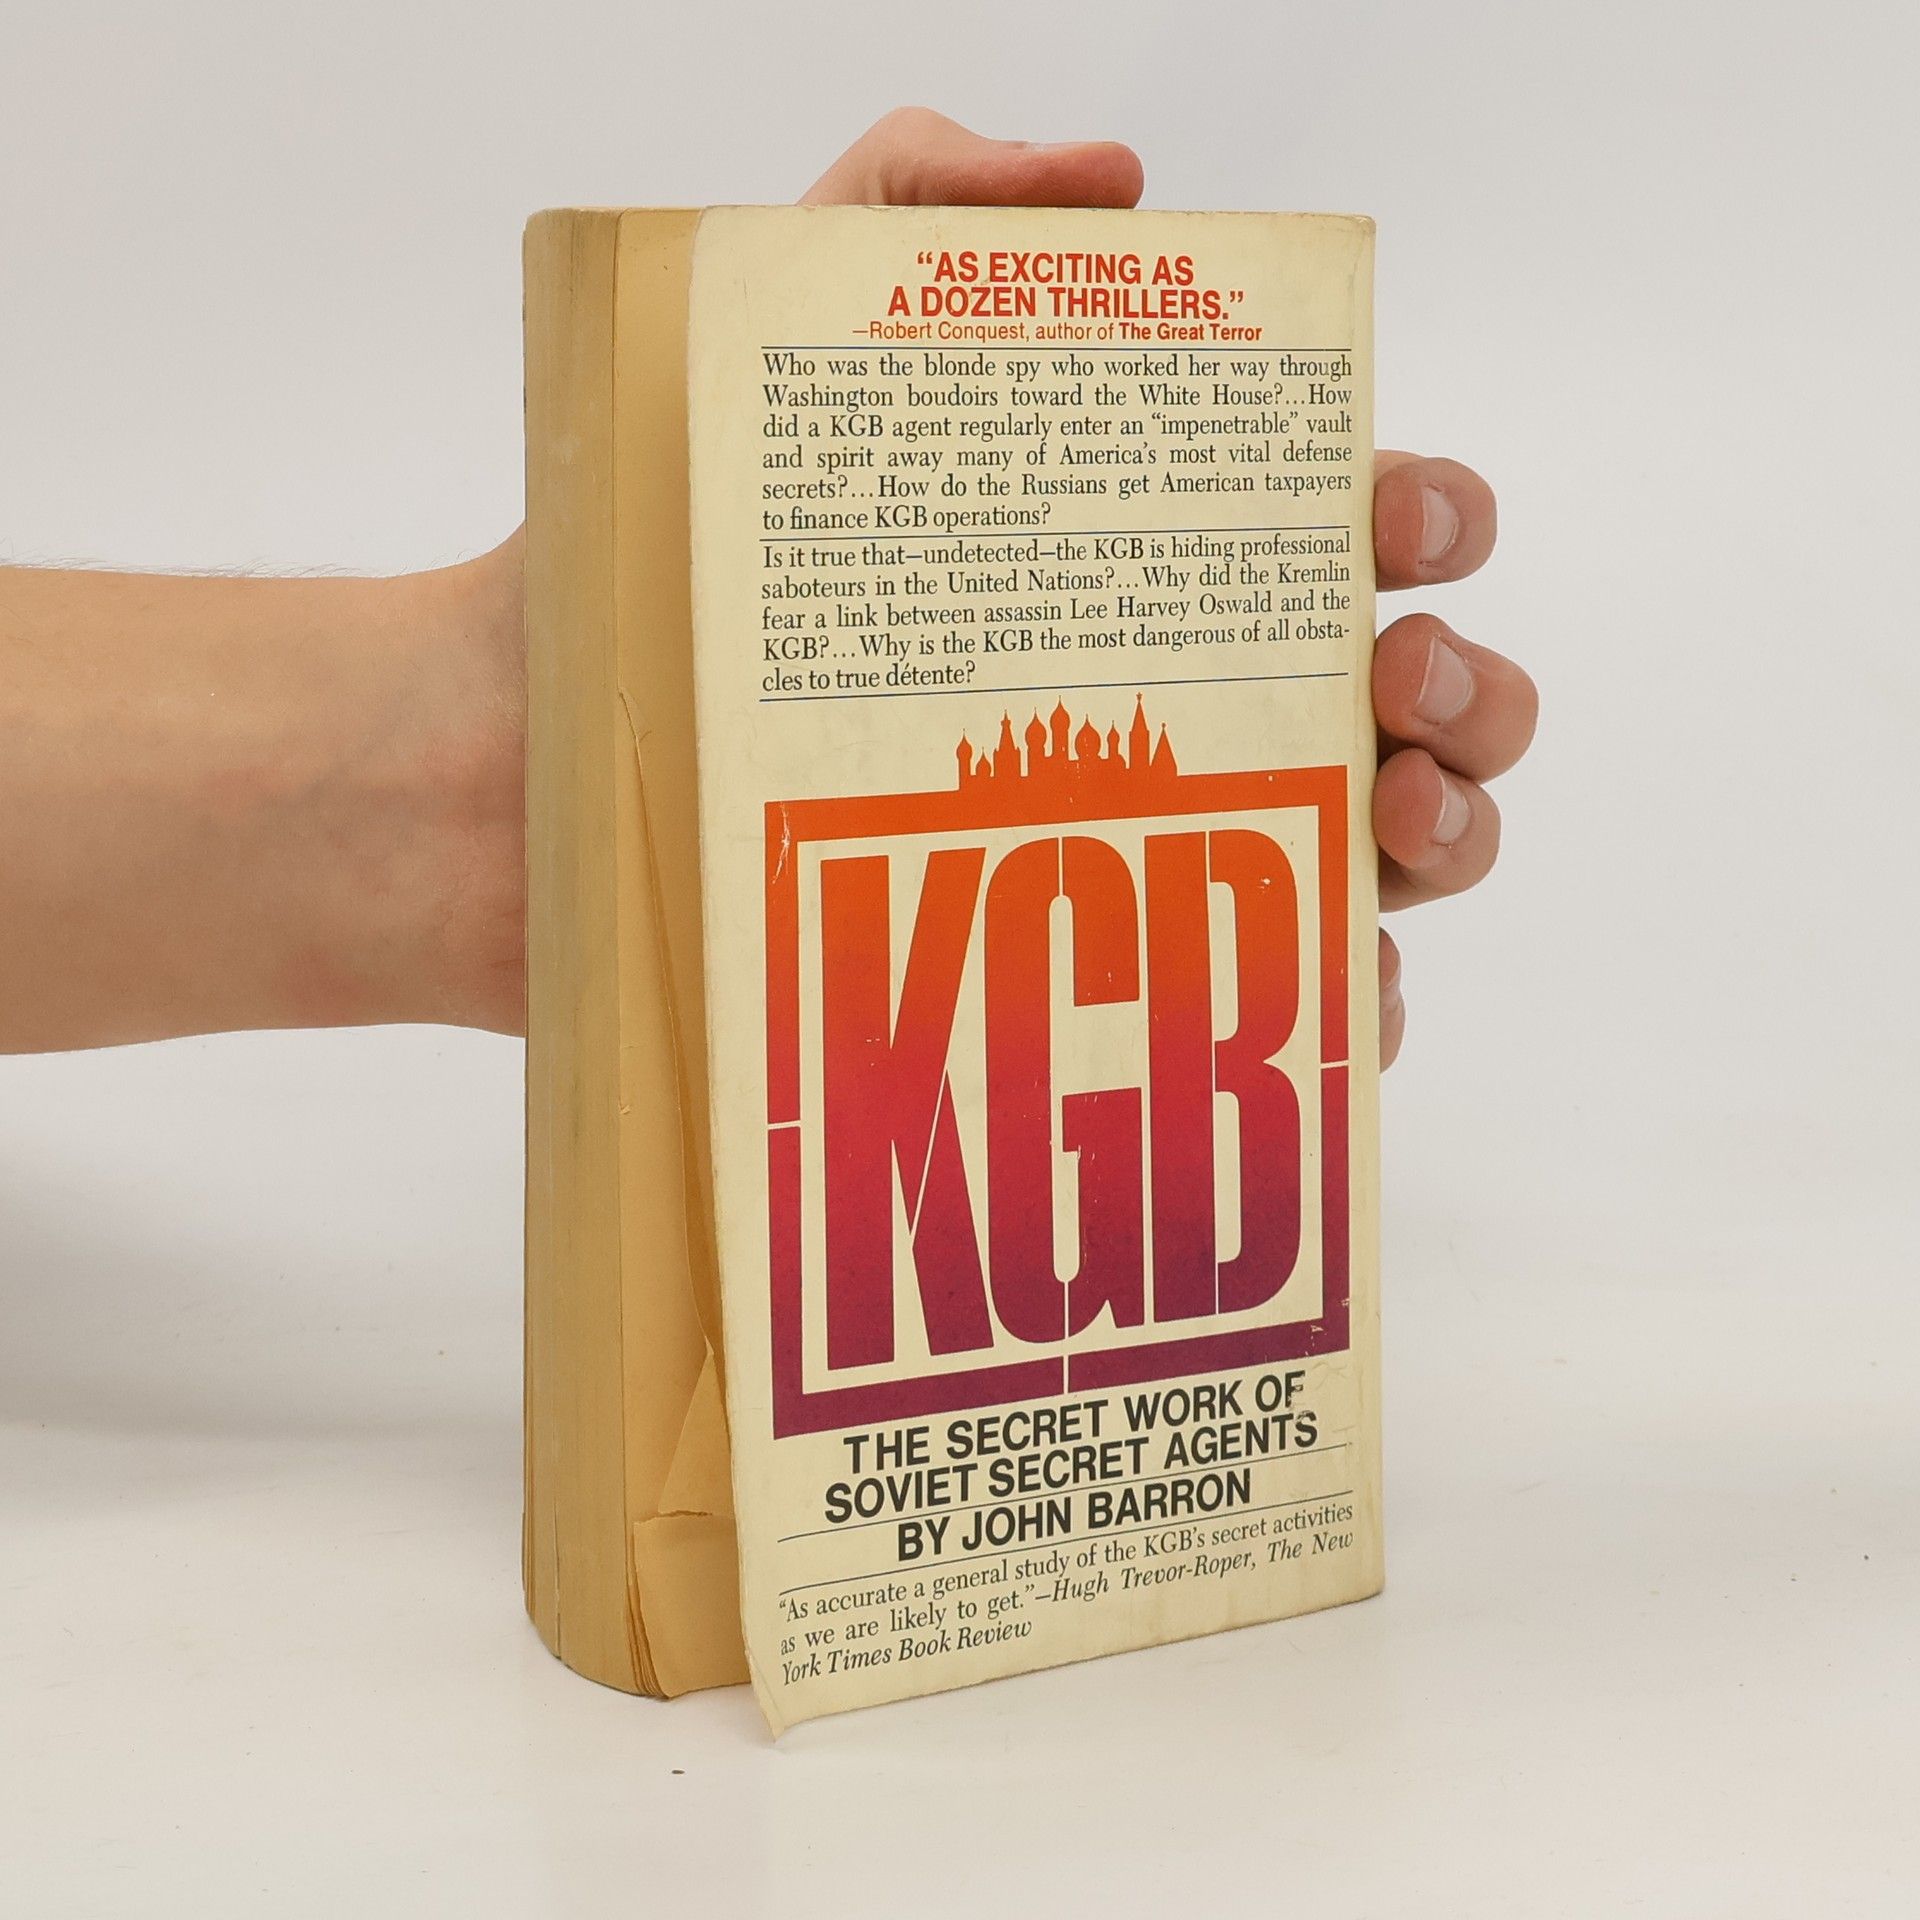 “AS EXCITING AS
A DOZEN THRILLERS.”
—Robert Conquest, author of The Great Terror
Who was the blonde spy who worked her way through
Washington boudoirs toward the White House?...How
did a KGB agent regularly enter an “impenetrable” vault
and spirit away many of America’s most vital defense
secrets?...How do the Russians get American taxpayers
to finance KGB operations?
Is it true that—undetected—the KGB is hiding professional
saboteurs in the United Nations?...Why did the Kremlin
fear a link between assassin Lee Harvey Oswald and the
KGB?...Why is the KGB the most dangerous of all obsta-
cles to true détente?
KGB
THE SECRET WORK OF
SOVIET SECRET AGENTS
BY JOHN BARRON
“As accurate a general study of the KGB’s secret activities
as we are likely to get.”—Hugh Trevor-Roper, The New
York Times Book Review